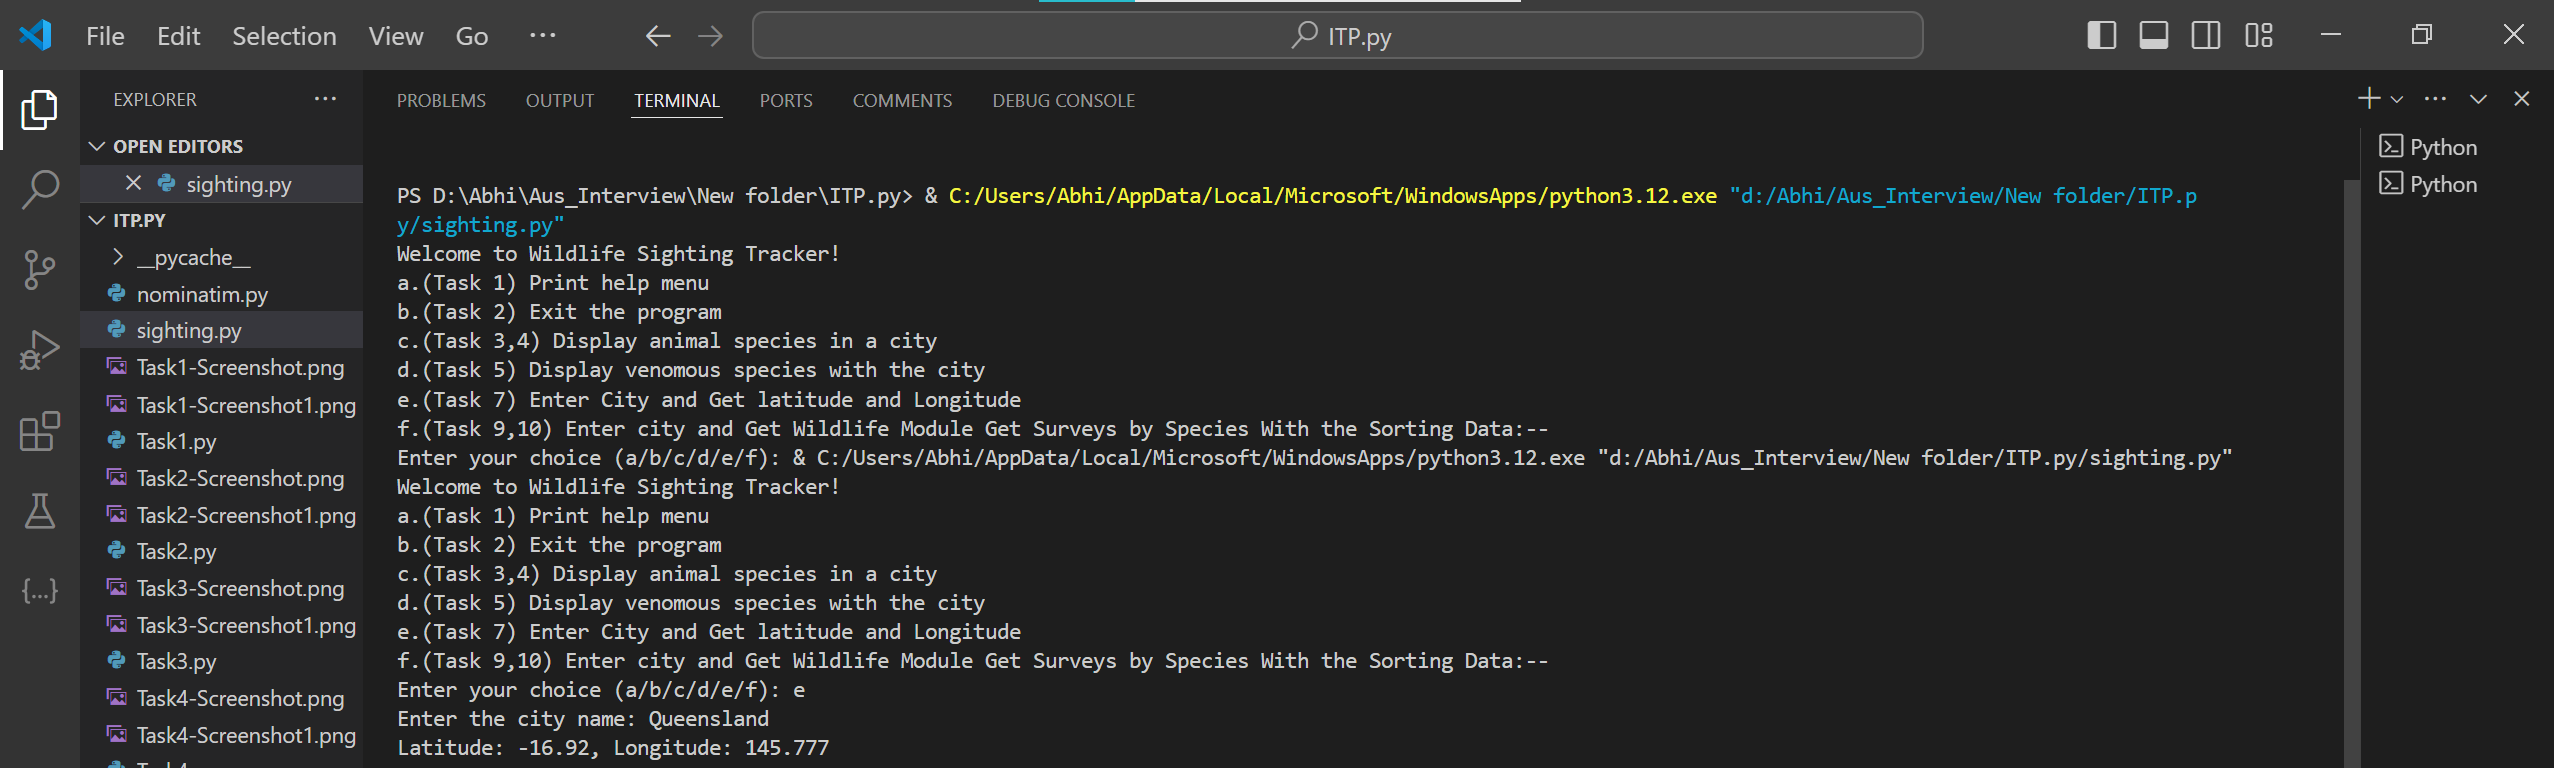 File Edit Selection View Go ··· ITP.py
EXPLORER ···
OPEN EDITORS
sighting.py
ITP.PY
__pycache__
nominatim.py
sighting.py
Task1-Screenshot.png
Task1-Screenshot1.png
Task1.py
Task2-Screenshot.png
Task2-Screenshot1.png
Task2.py
Task3-Screenshot.png
Task3-Screenshot1.png
Task3.py
Task4-Screenshot.png
Task4-Screenshot1.png
PROBLEMS OUTPUT TERMINAL PORTS COMMENTS DEBUG CONSOLE
PS D:\Abhi\Aus_Interview\New folder\ITP.py> & C:/Users/Abhi/AppData/Local/Microsoft/WindowsApps/python3.12.exe "d:/Abhi/Aus_Interview/New folder/ITP.p
y/sighting.py"
Welcome to Wildlife Sighting Tracker!
a.(Task 1) Print help menu
b.(Task 2) Exit the program
c.(Task 3,4) Display animal species in a city
d.(Task 5) Display venomous species with the city
e.(Task 7) Enter City and Get latitude and Longitude
f.(Task 9,10) Enter city and Get Wildlife Module Get Surveys by Species With the Sorting Data:--
Enter your choice (a/b/c/d/e/f): & C:/Users/Abhi/AppData/Local/Microsoft/WindowsApps/python3.12.exe "d:/Abhi/Aus_Interview/New folder/ITP.py/sighting.py"
Welcome to Wildlife Sighting Tracker!
a.(Task 1) Print help menu
b.(Task 2) Exit the program
c.(Task 3,4) Display animal species in a city
d.(Task 5) Display venomous species with the city
e.(Task 7) Enter City and Get latitude and Longitude
f.(Task 9,10) Enter city and Get Wildlife Module Get Surveys by Species With the Sorting Data:--
Enter your choice (a/b/c/d/e/f): e
Enter the city name: Queensland
Latitude: -16.92, Longitude: 145.777
Python
Python